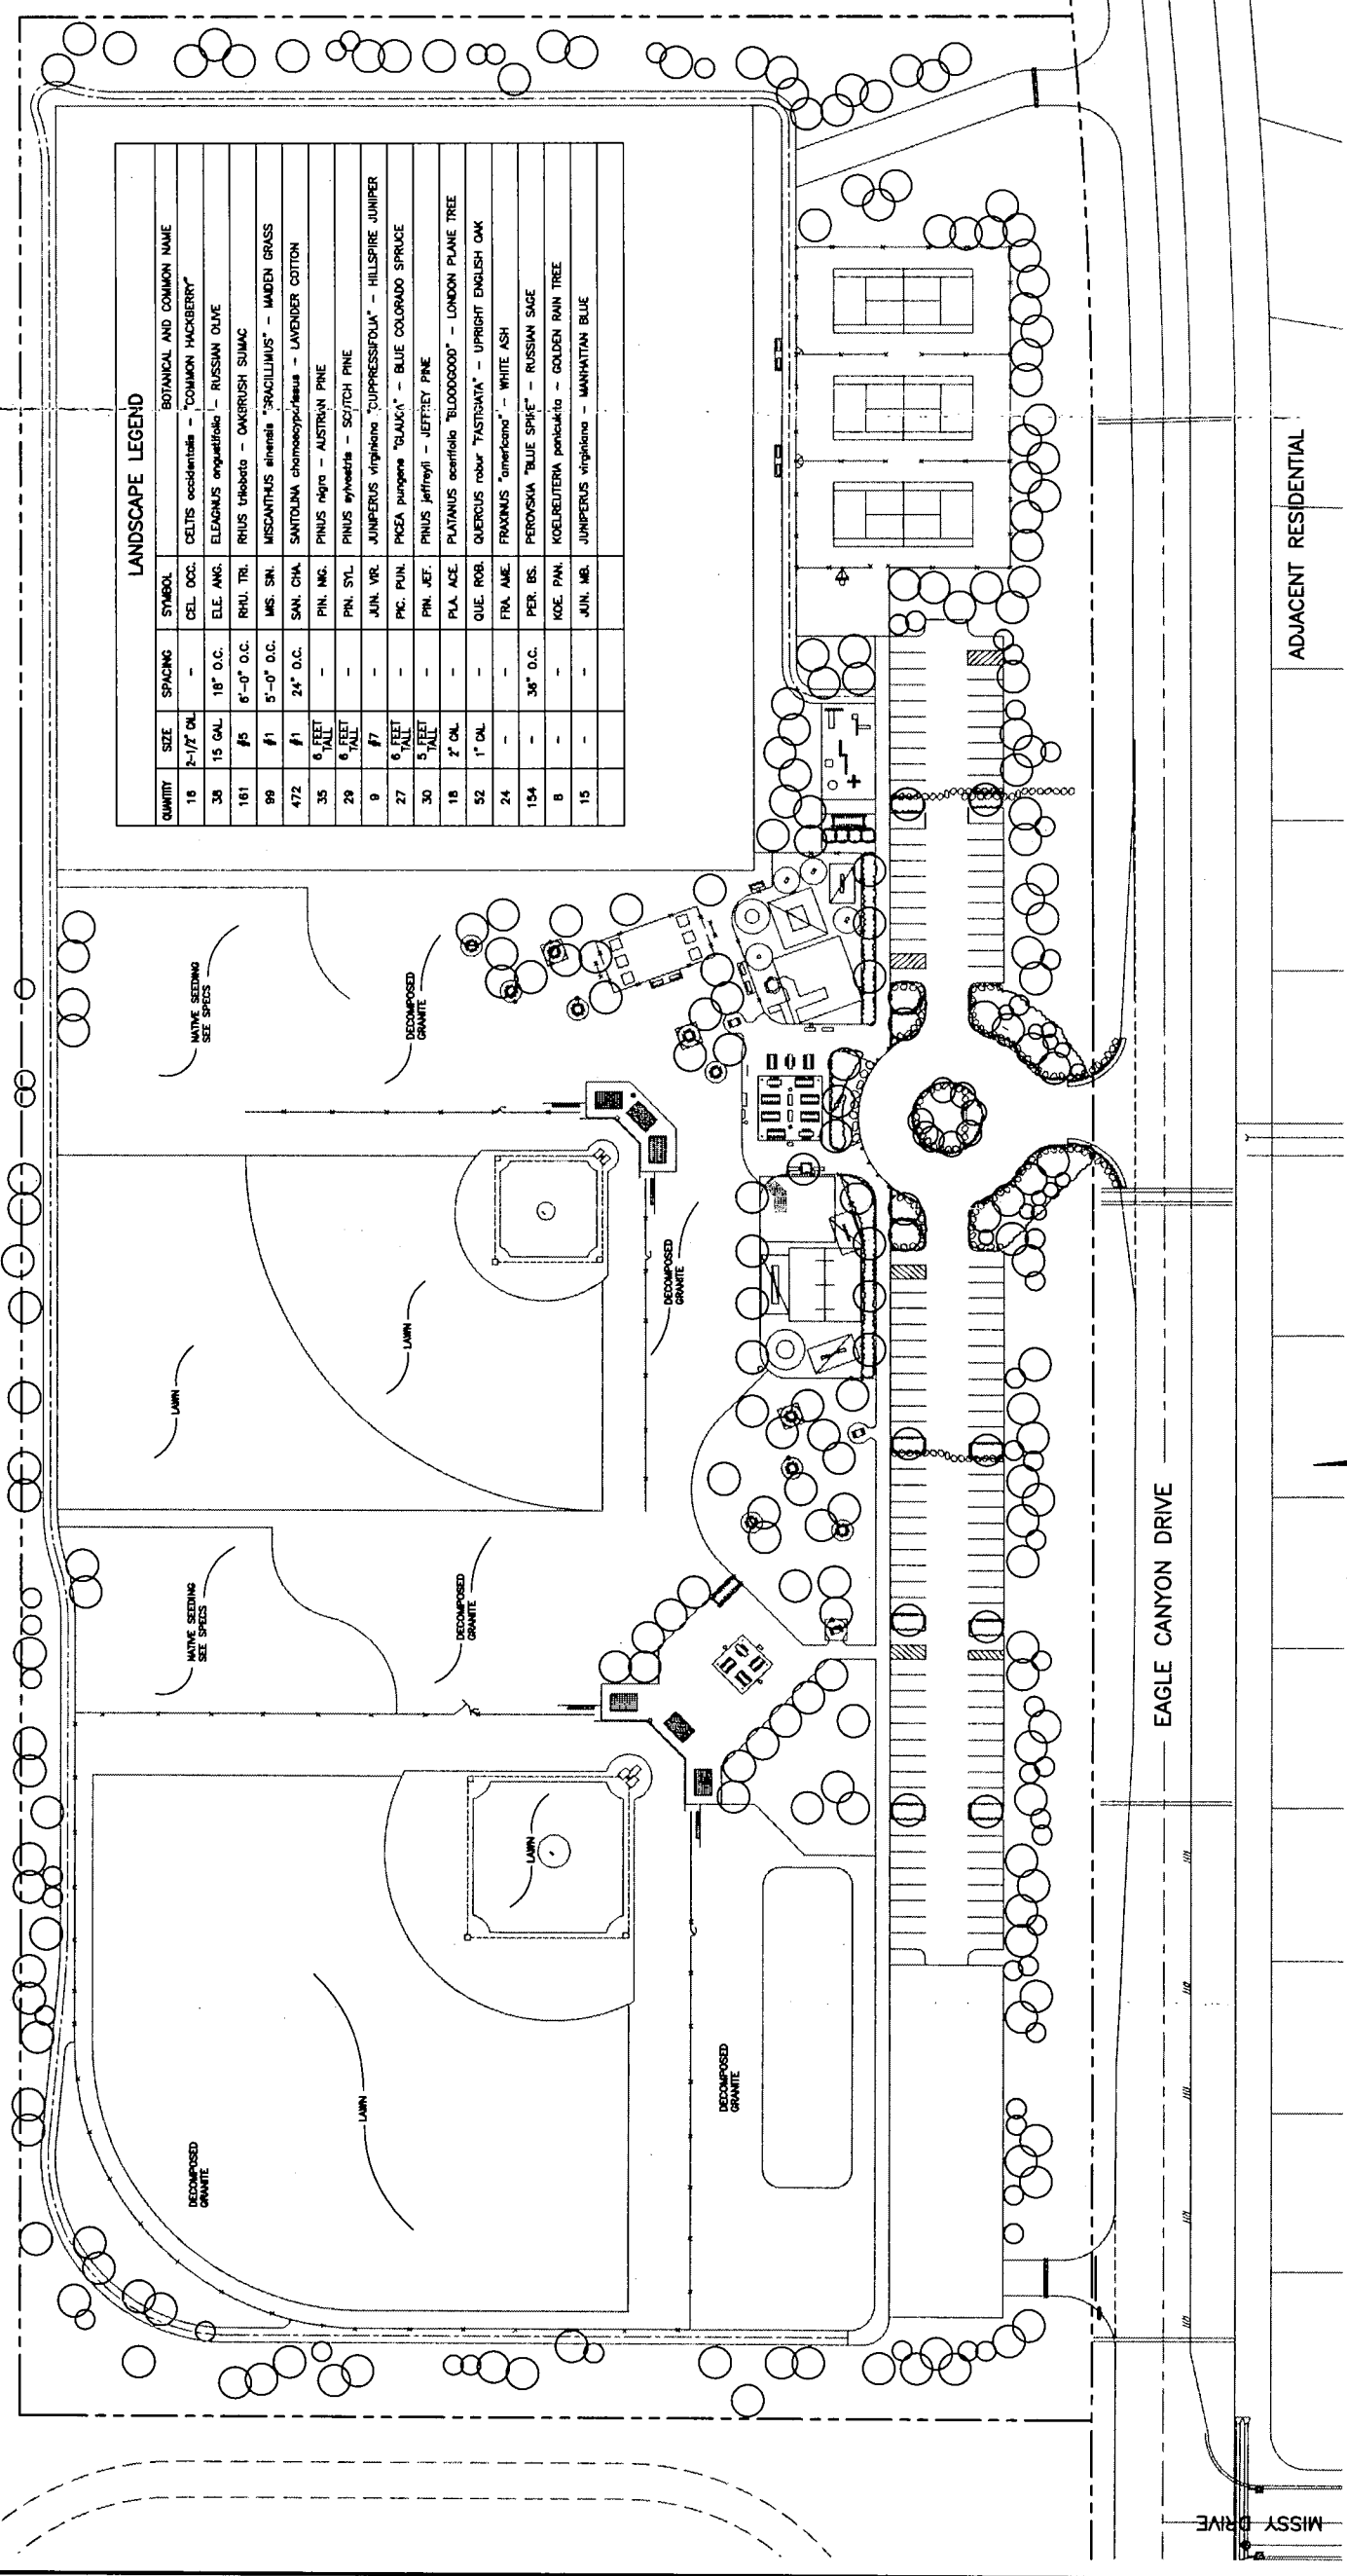 LANDSCAPE LEGEND
QUANTITY SIZE SPACING SYMBOL BOTANICAL AND COMMON NAME
18 2-1/2" CAL. - CEL. OCC. CELTIS occidentalis - "COMMON HACKBERRY"
38 15 GAL. 18" O.C. ELE. ANG. ELEAGNUS angustifolia - RUSSIAN OLIVE
161 #5 6'-0" O.C. RHU. TRI. RHUS trilobata - OAKBRUSH SUMAC
99 #1 5'-0" O.C. MIS. SIN. MISCANTHUS sinensis "GRACILLIMUS" - MAIDEN GRASS
472 #1 24" O.C. SAN. CHA. SANTOLINA chamaecyparissus - LAVENDER COTTON
35 6 FEET TALL - PIN. NIG. PINUS nigra - AUSTRIAN PINE
29 6 FEET TALL - PIN. SYL. PINUS sylvestris - SCOTCH PINE
9 #7 - JUN. VIR. JUNIPERUS virginiana "CUPPRESSIFOLIA" - HILLSPIRE JUNIPER
27 6 FEET TALL - PIC. PUN. PICEA pungens "GLAUCA" - BLUE COLORADO SPRUCE
30 5 FEET TALL - PIN. JEF. PINUS jeffreyii - JEFFREY PINE
18 2" CAL. - PLA. ACE. PLATANUS acerifolia "BLOODGOOD" - LONDON PLANE TREE
52 1" CAL. - QUE. ROB. QUERCUS robur "FASTIGIATA" - UPRIGHT ENGLISH OAK
24 - - FRA. AME. FRAXINUS "americana" - WHITE ASH
154 - 36" O.C. PER. BS. PEROVSKIA "BLUE SPIRE" - RUSSIAN SAGE
8 - - KOE. PAN. KOELREUTERIA paniculata - GOLDEN RAIN TREE
15 - - JUN. MB. JUNIPERUS virginiana - MANHATTAN BLUE
NATIVE SEEDING
SEE SPECS
DECOMPOSED
GRANITE
LAWN
LAWN
DECOMPOSED
GRANITE
NATIVE SEEDING
SEE SPECS
DECOMPOSED
GRANITE
LAWN
LAWN
DECOMPOSED
GRANITE
DECOMPOSED
GRANITE
EAGLE CANYON DRIVE
ADJACENT RESIDENTIAL
MISSY DRIVE